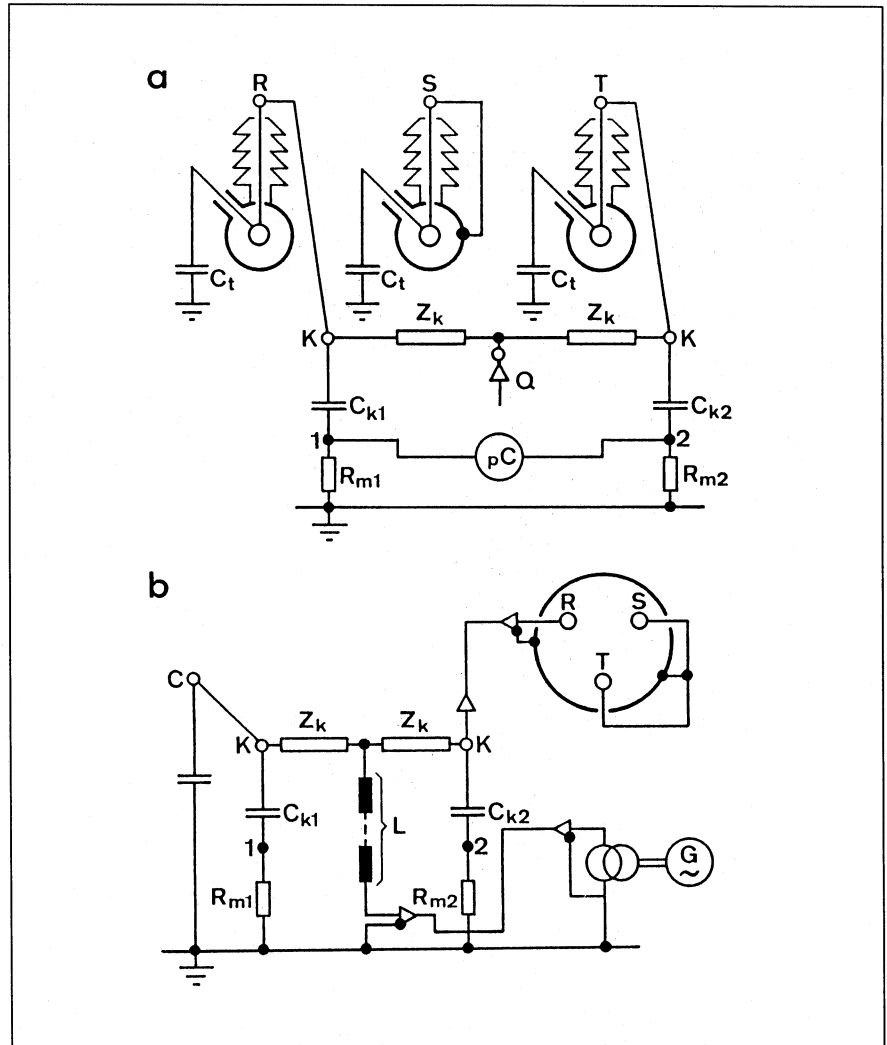 a
R S T
Ct Ct Ct
Zk Zk
K K
Q
Ck1 Ck2
1 pC 2
Rm1 Rm2
b
R S
T
C
Zk Zk
K K
Ck1 L Ck2
1 2
G
~
Rm1 Rm2